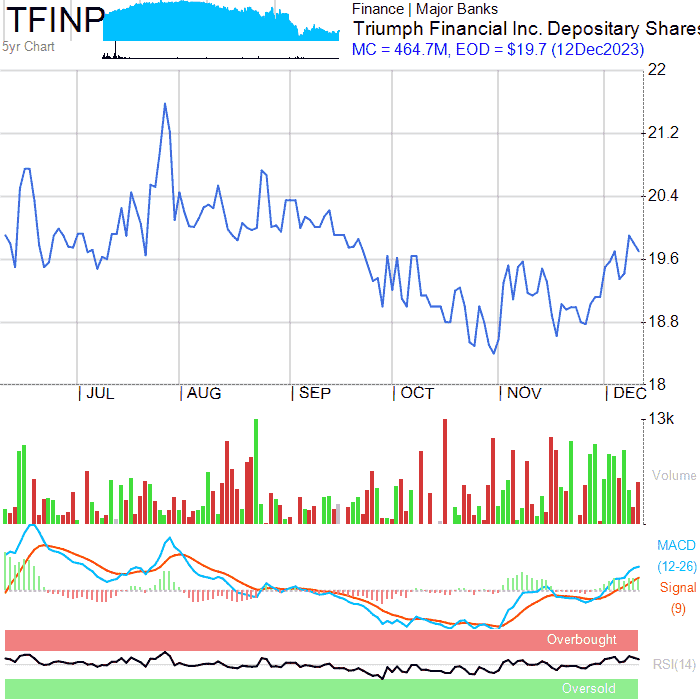 TFINP
5yr Chart
Finance | Major Banks
Triumph Financial Inc. Depositary Shares
MC = 464.7M, EOD = $19.7 (12Dec2023)
22
21.2
20.4
19.6
18.8
18
| JUL | AUG | SEP | OCT | NOV | DEC
13k
Volume
MACD
(12-26)
Signal
(9)
Overbought
RSI(14)
Oversold